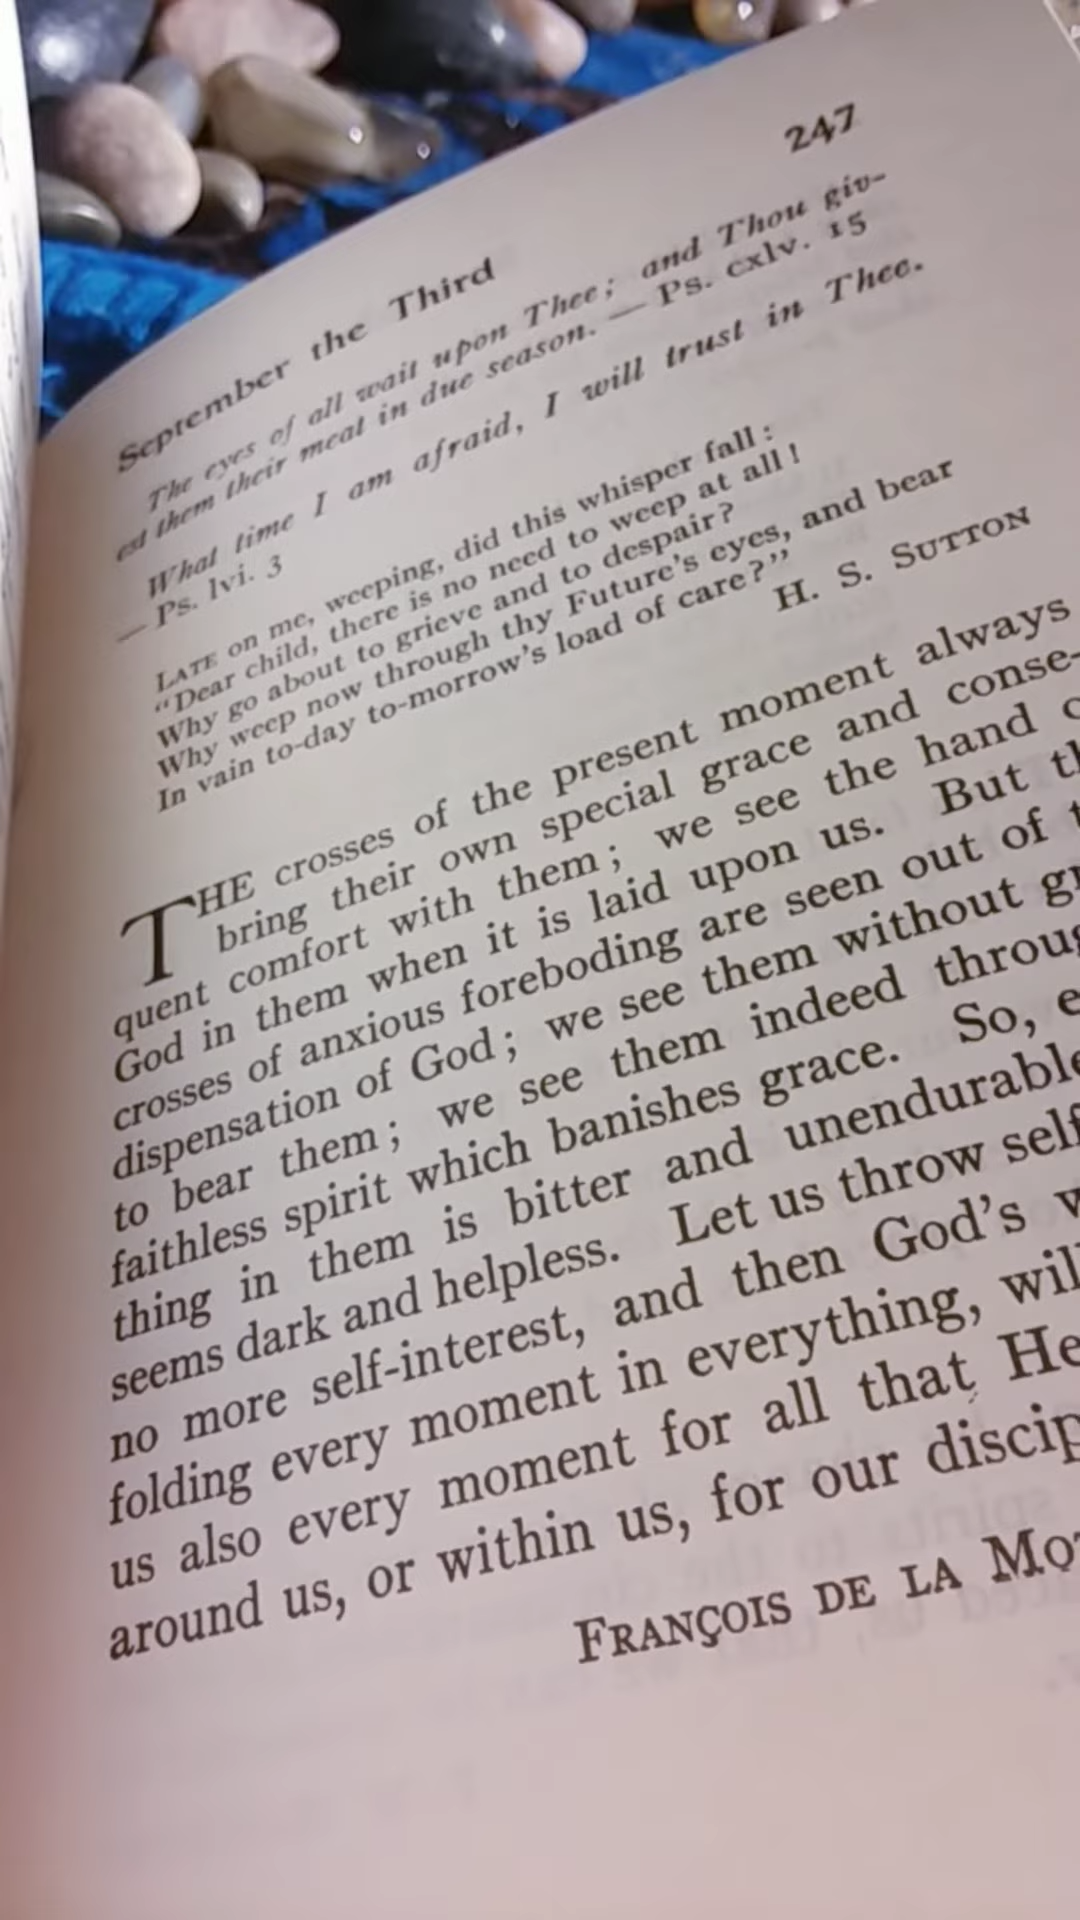 247
September the Third
The eyes of all wait upon Thee; and Thou giv-
est them their meat in due season. — Ps. cxlv. 15
What time I am afraid, I will trust in Thee.
— Ps. lvi. 3
LATE on me, weeping, did this whisper fall:
"Dear child, there is no need to weep at all!
Why go about to grieve and to despair?
Why weep now through thy Future's eyes, and bear
In vain to-day to-morrow's load of care?"
H. S. SUTTON
THE crosses of the present moment always
bring their own special grace and conse-
quent comfort with them; we see the hand
God in them when it is laid upon us. But
crosses of anxious foreboding are seen out of
dispensation of God; we see them without
to bear them; we see them indeed
faithless spirit which banishes grace. So,
thing in them is bitter and unendurable
seems dark and helpless. Let us throw self
no more self-interest, and then God's
folding every moment in everything,
us also every moment for all that He
around us, or within us, for our
FRANÇOIS DE LA